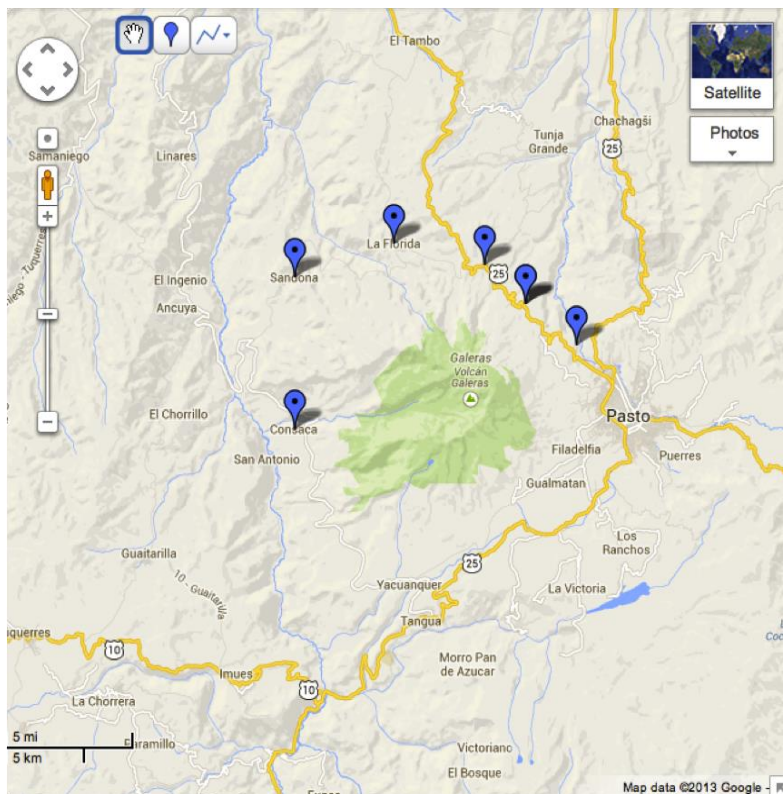 El Tambo
Satellite
Photos
Chachagŝi
Samaniego
Linares
Tunja
Grande
25
La Florida
Sandona
25
El Ingenio
Ancuya
Galeras
Volcán
Galeras
El Chorrillo
Consaca
Pasto
San Antonio
Filadelfia
Puerres
Gualmatan
Los
Ranchos
Guaitarilla
25
10 - Guaitarilla
Yacuanquer
La Victoria
Tangua
10
Morro Pan
de Azucar
Imues
10
La Chorrera
5 mi
5 km
Paramillo
Victoriano
El Bosque
Map data ©2013 Google -